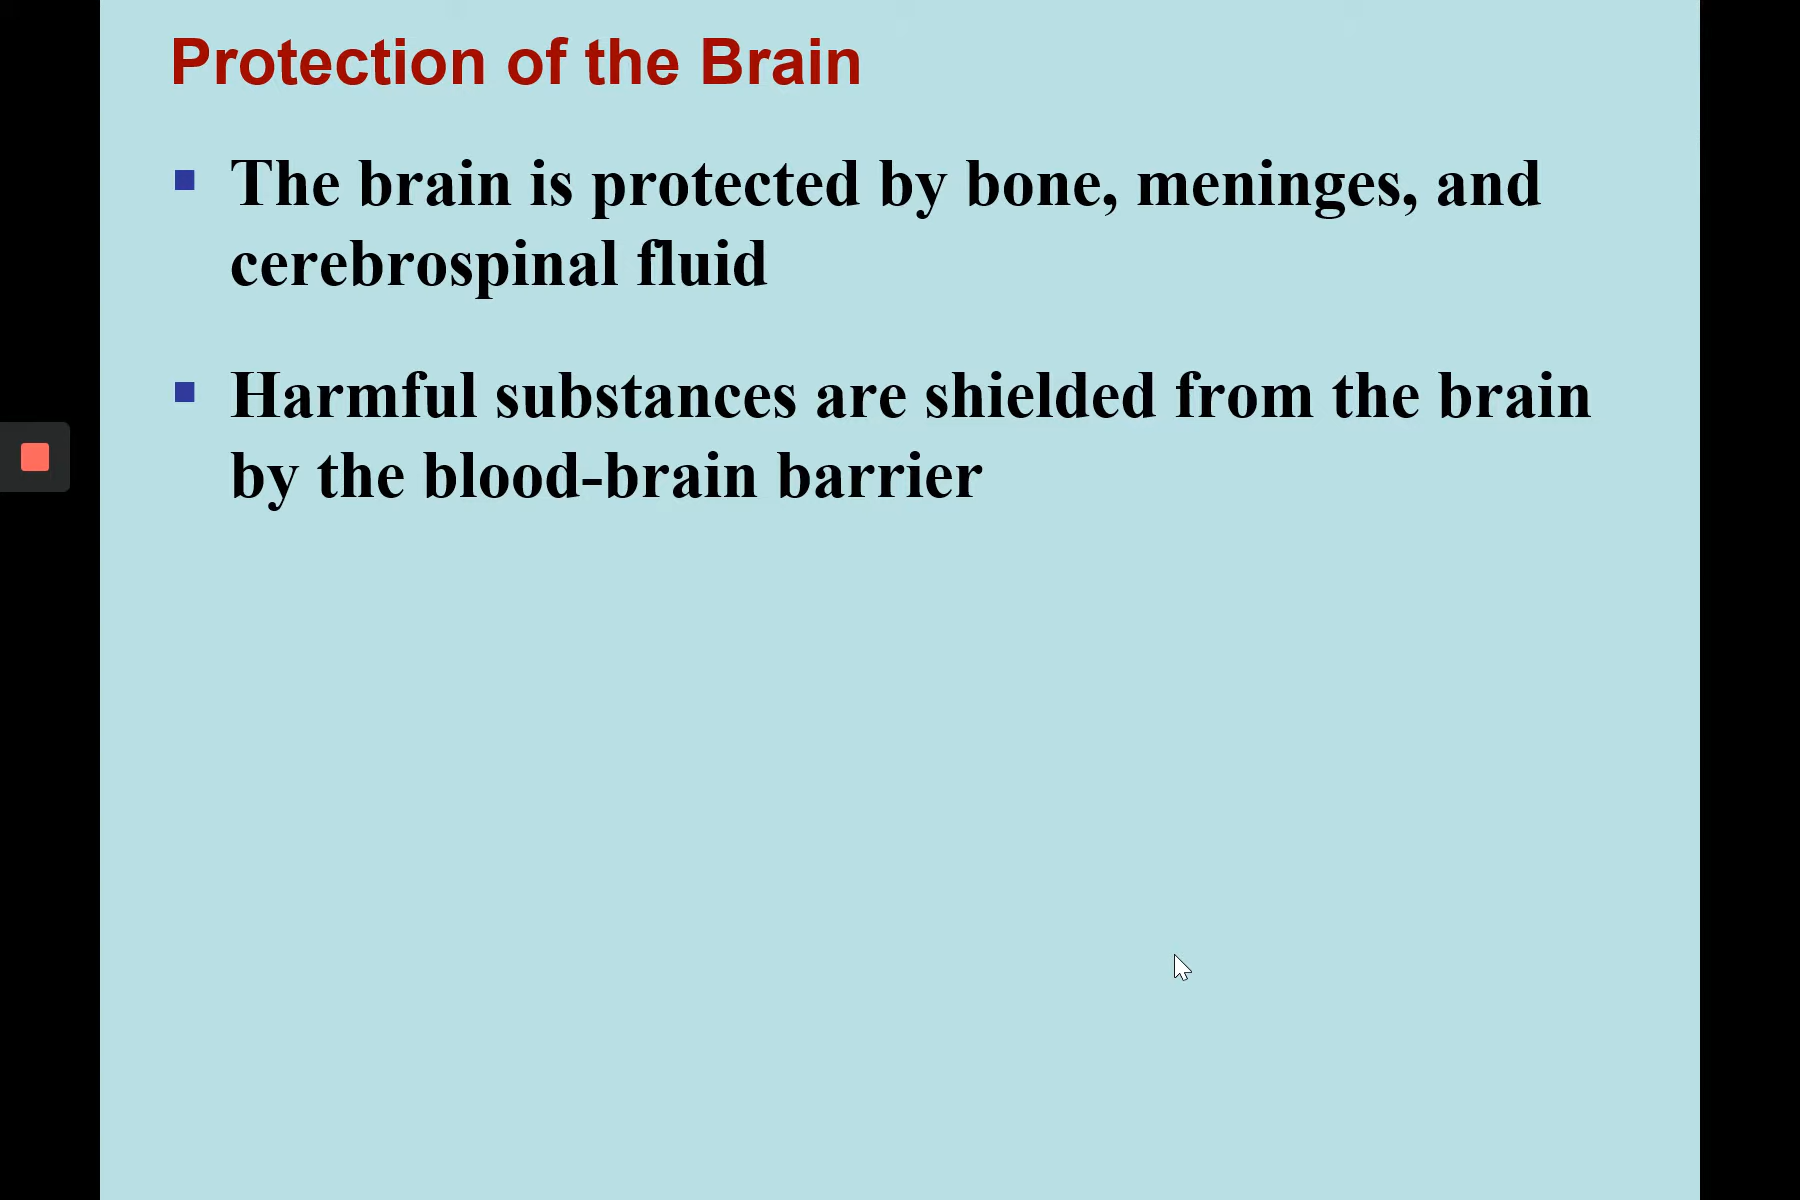 Protection of the Brain
The brain is protected by bone, meninges, and
cerebrospinal fluid
Harmful substances are shielded from the brain
by the blood-brain barrier